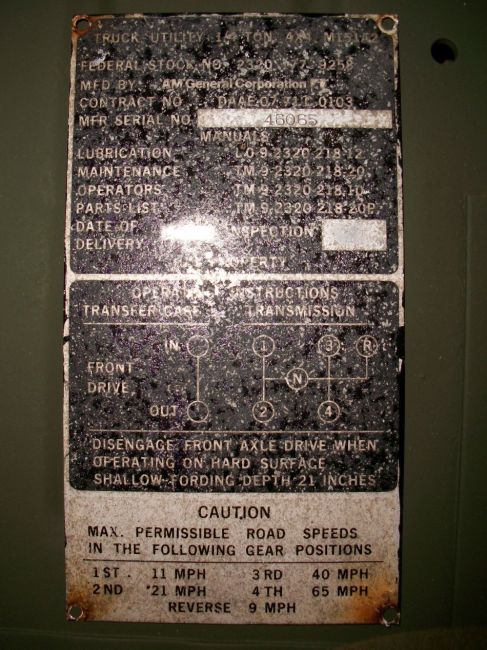 TRUCK UTILITY 1/4 TON, 4X4, M151A2
FEDERAL STOCK NO. 2320 177 9258
MFD BY AM General Corporation
CONTRACT NO. DAAE-07-71-C 0103
MFR SERIAL NO 46065
MANUALS
LUBRICATION L.O 9-2320-218-12
MAINTENANCE TM 9-2320-218-20
OPERATORS TM 9-2320-218-10
PARTS LIST TM 9-2320-218-20P
DATE OF
DELIVERY INSPECTION
PROPERTY
OPERATING INSTRUCTIONS
TRANSFER CASE TRANSMISSION
IN 1 3 R
FRONT
DRIVE N
OUT 2 4
DISENGAGE FRONT AXLE DRIVE WHEN
OPERATING ON HARD SURFACE
SHALLOW FORDING DEPTH 21 INCHES
CAUTION
MAX. PERMISSIBLE ROAD SPEEDS
IN THE FOLLOWING GEAR POSITIONS
1ST. 11 MPH 3RD 40 MPH
2ND 21 MPH 4TH 65 MPH
REVERSE 9 MPH